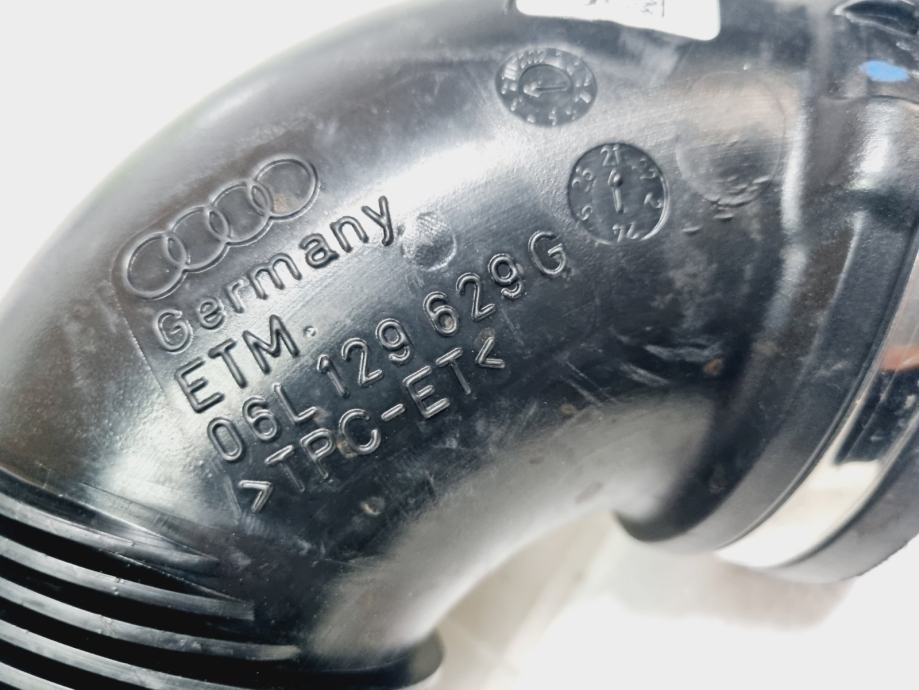 Germany
ETM.
06L 129 629 G
>TPC-ET<